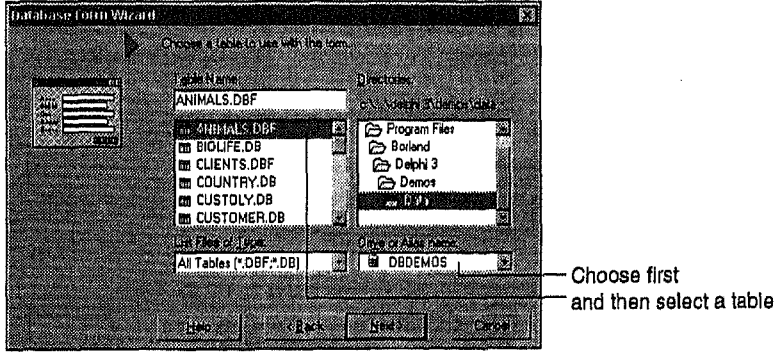 Database Form Wizard
Choose a table to use with the form.
Table Name:
ANIMALS.DBF
ANIMALS.DBF
BIOLIFE.DB
CLIENTS.DBF
COUNTRY.DB
CUSTOLY.DB
CUSTOMER.DB
List Files of Type:
All Tables (*.DBF;*.DB)
Directories:
Program Files
Borland
Delphi 3
Demos
Data
Drive or Alias name:
DBDEMOS
Help
< Back
Next >
Cancel
Choose first
and then select a table